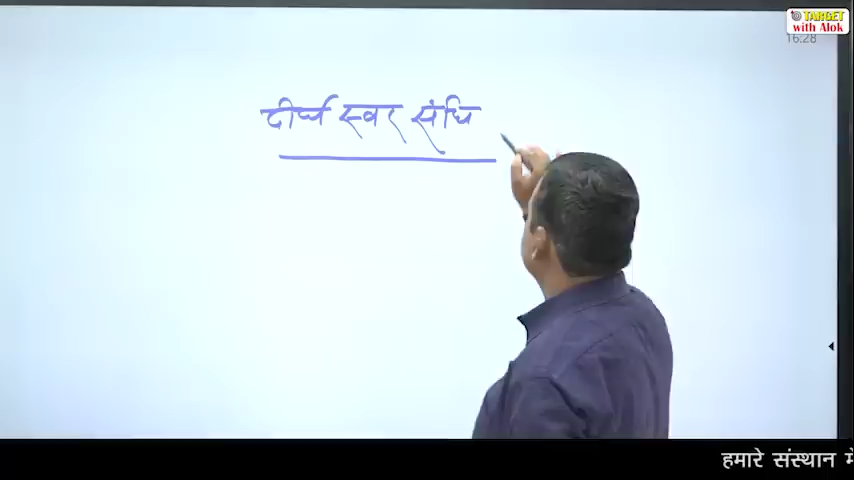 TARGET
with Alok
16:28
दीर्घ स्वर संधि
हमारे संस्थान में